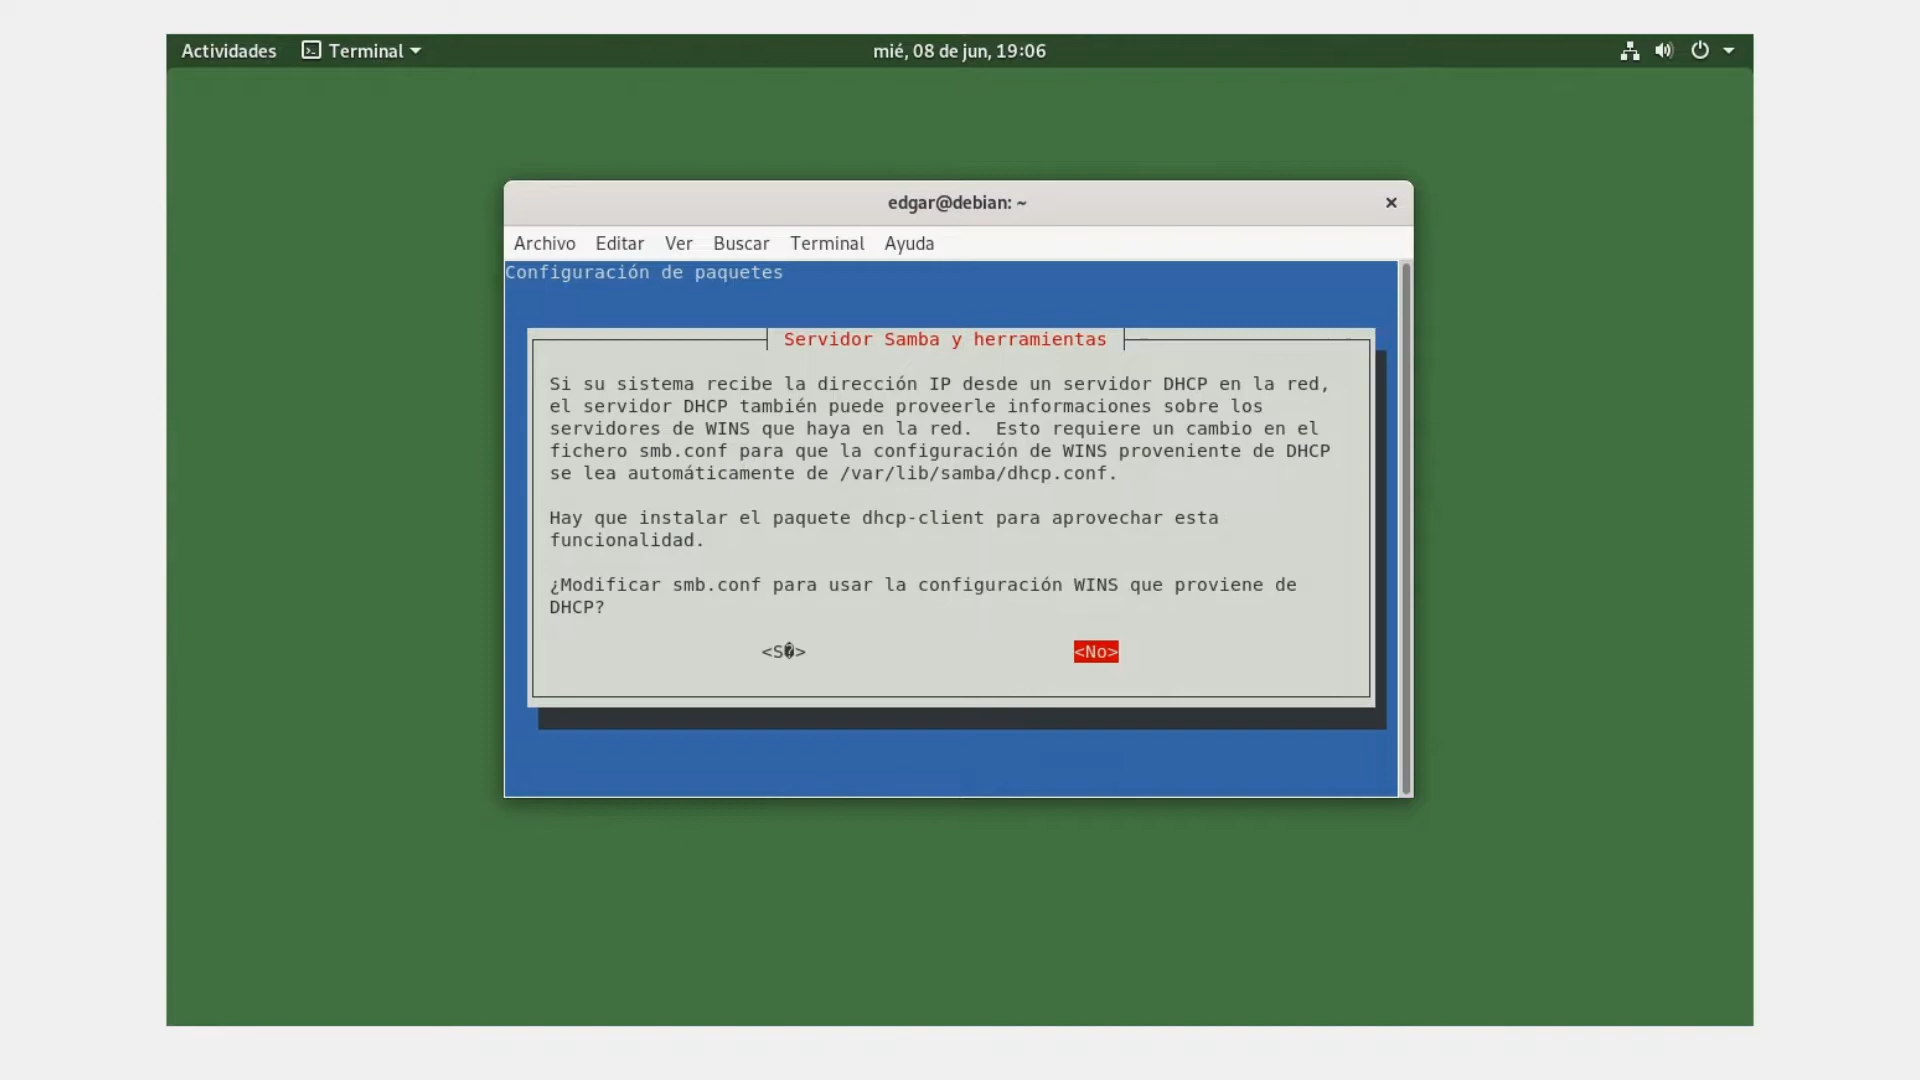 Actividades Terminal mié, 08 de jun, 19:06
edgar@debian: ~
Archivo Editar Ver Buscar Terminal Ayuda
Configuración de paquetes
Servidor Samba y herramientas
Si su sistema recibe la dirección IP desde un servidor DHCP en la red,
el servidor DHCP también puede proveerle informaciones sobre los
servidores de WINS que haya en la red.  Esto requiere un cambio en el
fichero smb.conf para que la configuración de WINS proveniente de DHCP
se lea automáticamente de /var/lib/samba/dhcp.conf.
Hay que instalar el paquete dhcp-client para aprovechar esta
funcionalidad.
¿Modificar smb.conf para usar la configuración WINS que proviene de
DHCP?
<S�> <No>